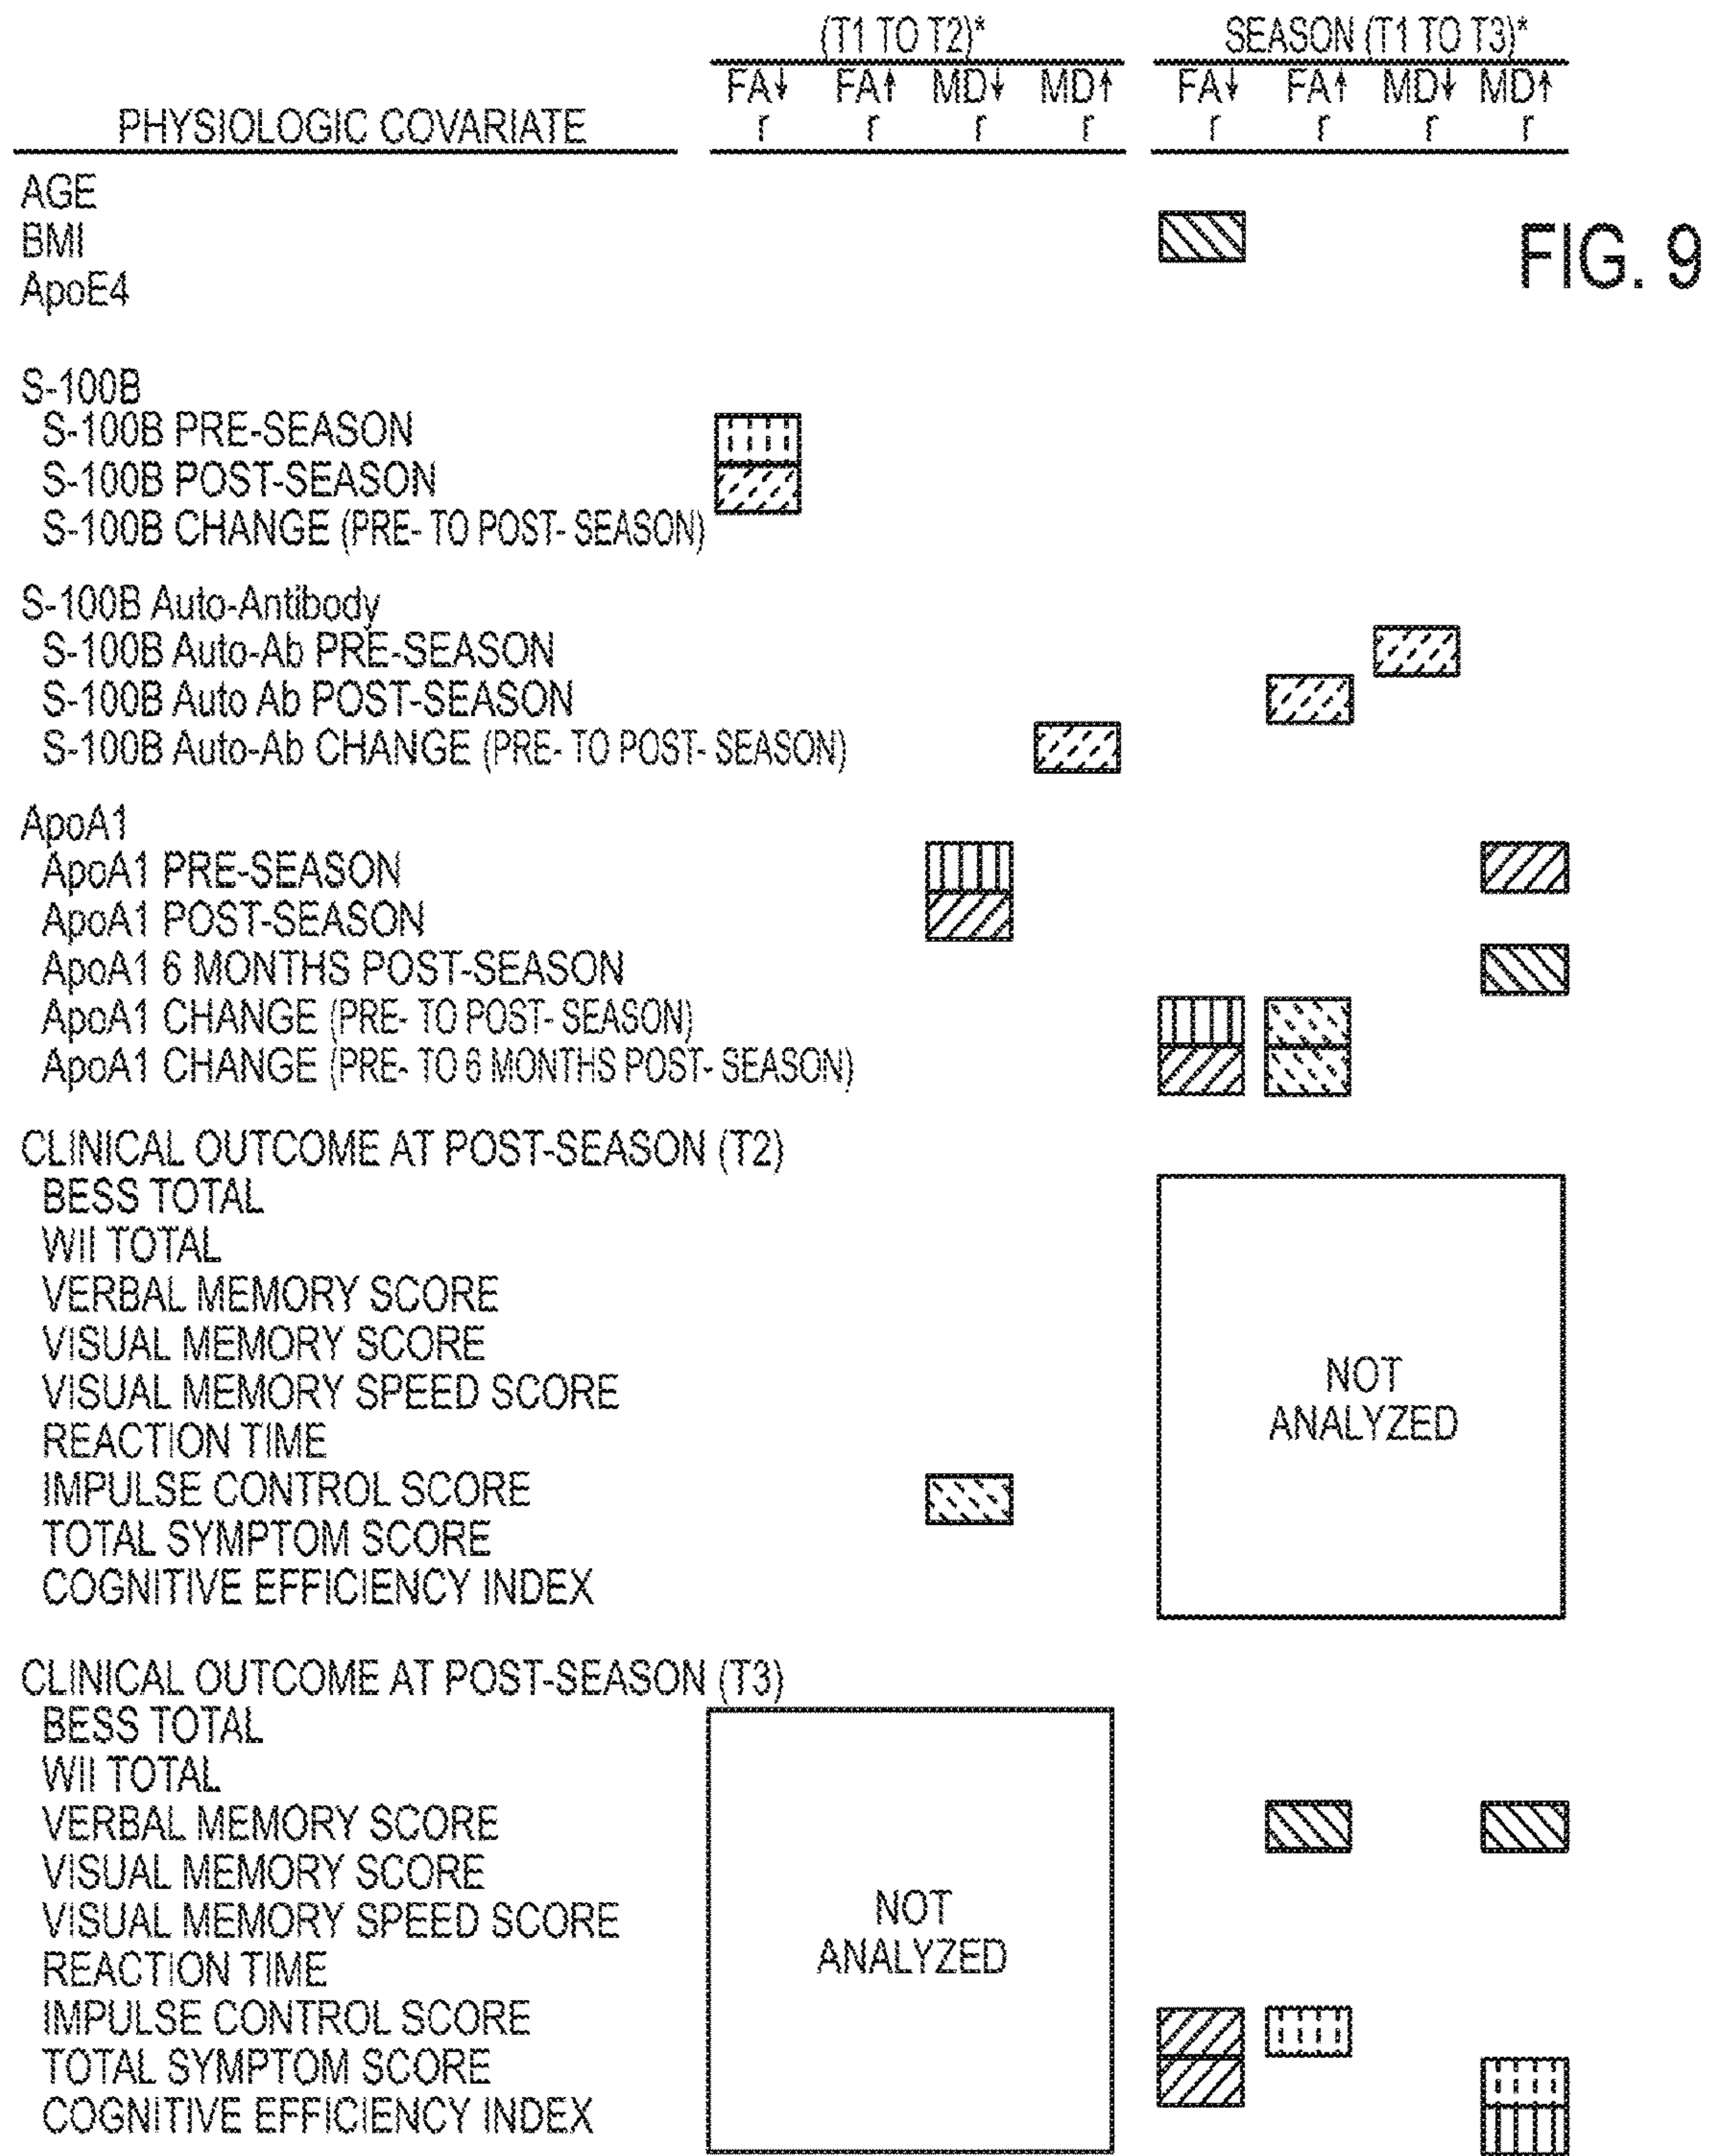 (T1 TO T2)* SEASON (T1 TO T3)*
FA↓ FA↑ MD↓ MD↑ FA↓ FA↑ MD↓ MD↑
PHYSIOLOGIC COVARIATE r r r r r r r r
AGE
BMI
FIG. 9
ApoE4
S-100B
S-100B PRE-SEASON
S-100B POST-SEASON
S-100B CHANGE (PRE- TO POST- SEASON)
S-100B Auto-Antibody
S-100B Auto-Ab PRE-SEASON
S-100B Auto Ab POST-SEASON
S-100B Auto-Ab CHANGE (PRE- TO POST- SEASON)
ApoA1
ApoA1 PRE-SEASON
ApoA1 POST-SEASON
ApoA1 6 MONTHS POST-SEASON
ApoA1 CHANGE (PRE- TO POST- SEASON)
ApoA1 CHANGE (PRE- TO 6 MONTHS POST- SEASON)
CLINICAL OUTCOME AT POST-SEASON (T2)
BESS TOTAL
WII TOTAL
VERBAL MEMORY SCORE
VISUAL MEMORY SCORE
VISUAL MEMORY SPEED SCORE
REACTION TIME
IMPULSE CONTROL SCORE
TOTAL SYMPTOM SCORE
COGNITIVE EFFICIENCY INDEX
NOT
ANALYZED
CLINICAL OUTCOME AT POST-SEASON (T3)
BESS TOTAL
WII TOTAL
VERBAL MEMORY SCORE
VISUAL MEMORY SCORE
VISUAL MEMORY SPEED SCORE
REACTION TIME
IMPULSE CONTROL SCORE
TOTAL SYMPTOM SCORE
COGNITIVE EFFICIENCY INDEX
NOT
ANALYZED